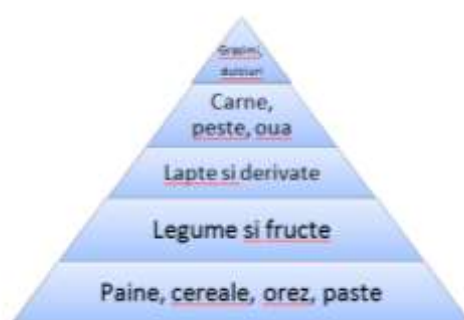 Grasimi,
dulciuri
Carne,
peste, oua
Lapte si derivate
Legume si fructe
Paine, cereale, orez, paste